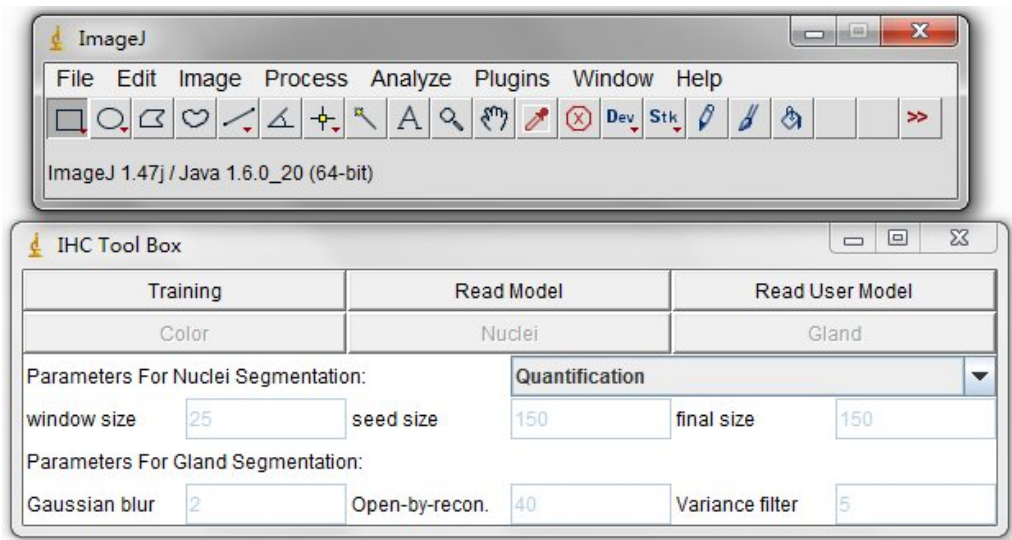 ImageJ
File Edit Image Process Analyze Plugins Window Help
A Dev Stk >>
ImageJ 1.47j / Java 1.6.0_20 (64-bit)
IHC Tool Box
Training Read Model Read User Model
Color Nuclei Gland
Parameters For Nuclei Segmentation: Quantification
window size 25 seed size 150 final size 150
Parameters For Gland Segmentation:
Gaussian blur 2 Open-by-recon. 40 Variance filter 5